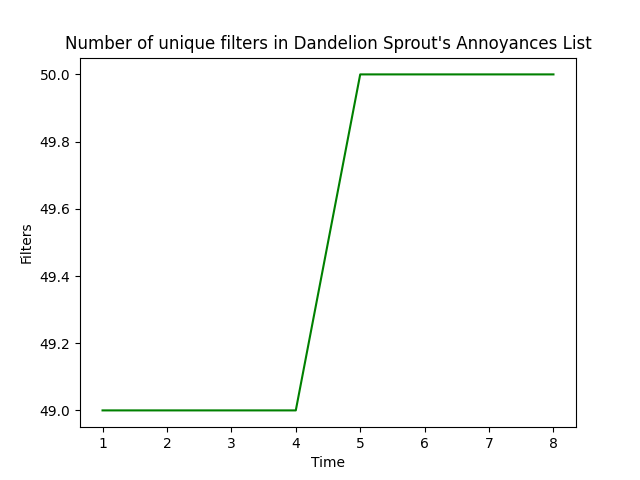 Number of unique filters in Dandelion Sprout's Annoyances List
50.0
49.8
49.6
49.4
49.2
49.0
Filters
1 2 3 4 5 6 7 8
Time